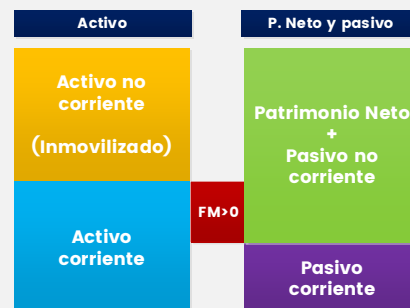 Activo
P. Neto y pasivo
Activo no
corriente
(Inmovilizado)
Patrimonio Neto
+
Pasivo no
corriente
FM>0
Activo
corriente
Pasivo
corriente